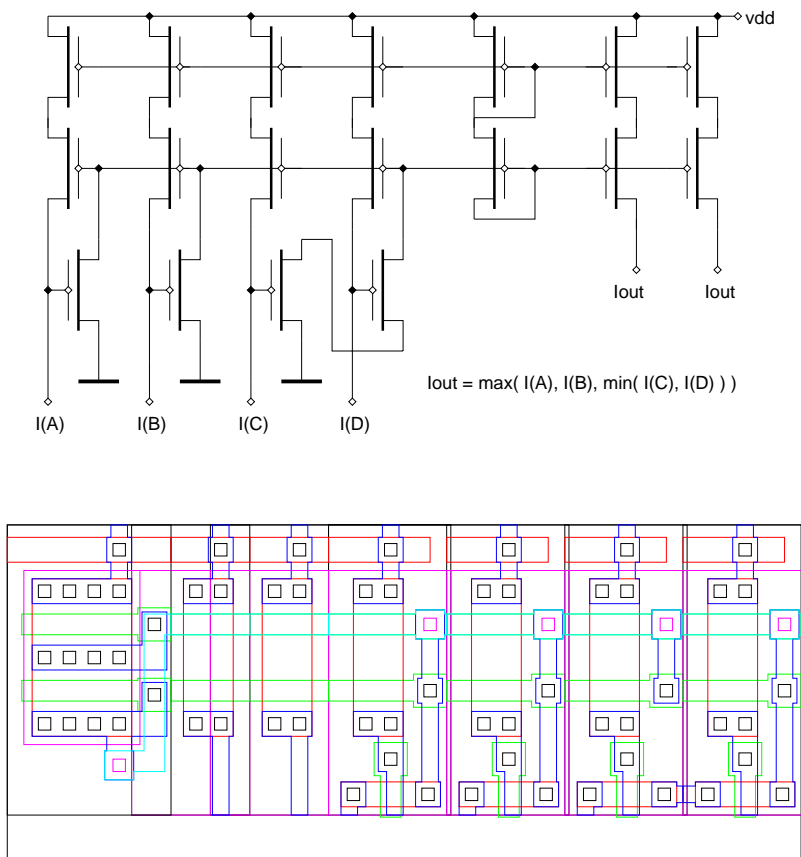 vdd
Iout Iout
Iout = max( I(A), I(B), min( I(C), I(D) ) )
I(A) I(B) I(C) I(D)